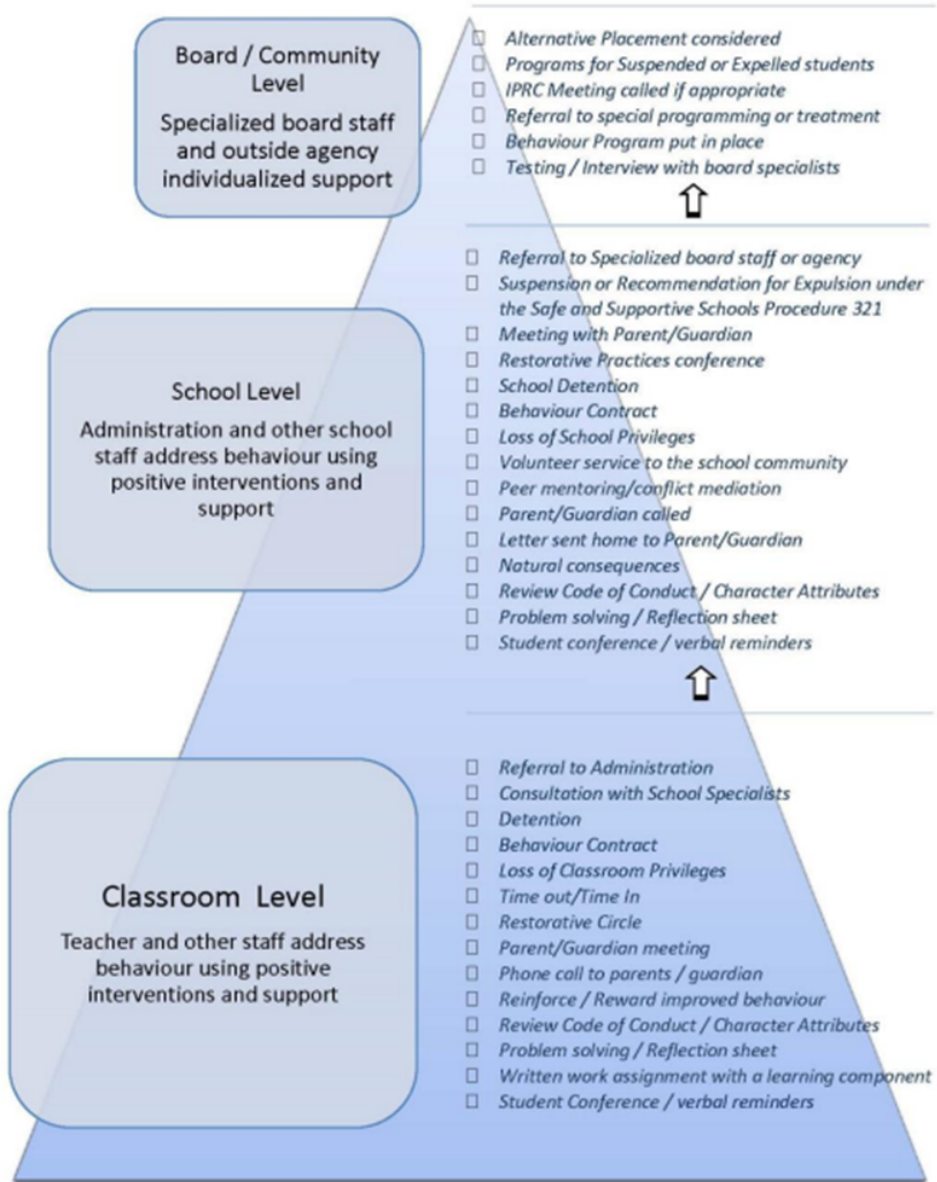 Board / Community
Level
Specialized board staff
and outside agency
individualized support
Alternative Placement considered
Programs for Suspended or Expelled students
IPRC Meeting called if appropriate
Referral to special programming or treatment
Behaviour Program put in place
Testing / Interview with board specialists
School Level
Administration and other school
staff address behaviour using
positive interventions and
support
Referral to Specialized board staff or agency
Suspension or Recommendation for Expulsion under
the Safe and Supportive Schools Procedure 321
Meeting with Parent/Guardian
Restorative Practices conference
School Detention
Behaviour Contract
Loss of School Privileges
Volunteer service to the school community
Peer mentoring/conflict mediation
Parent/Guardian called
Letter sent home to Parent/Guardian
Natural consequences
Review Code of Conduct / Character Attributes
Problem solving / Reflection sheet
Student conference / verbal reminders
Classroom Level
Teacher and other staff address
behaviour using positive
interventions and support
Referral to Administration
Consultation with School Specialists
Detention
Behaviour Contract
Loss of Classroom Privileges
Time out/Time In
Restorative Circle
Parent/Guardian meeting
Phone call to parents / guardian
Reinforce / Reward improved behaviour
Review Code of Conduct / Character Attributes
Problem solving / Reflection sheet
Written work assignment with a learning component
Student Conference / verbal reminders